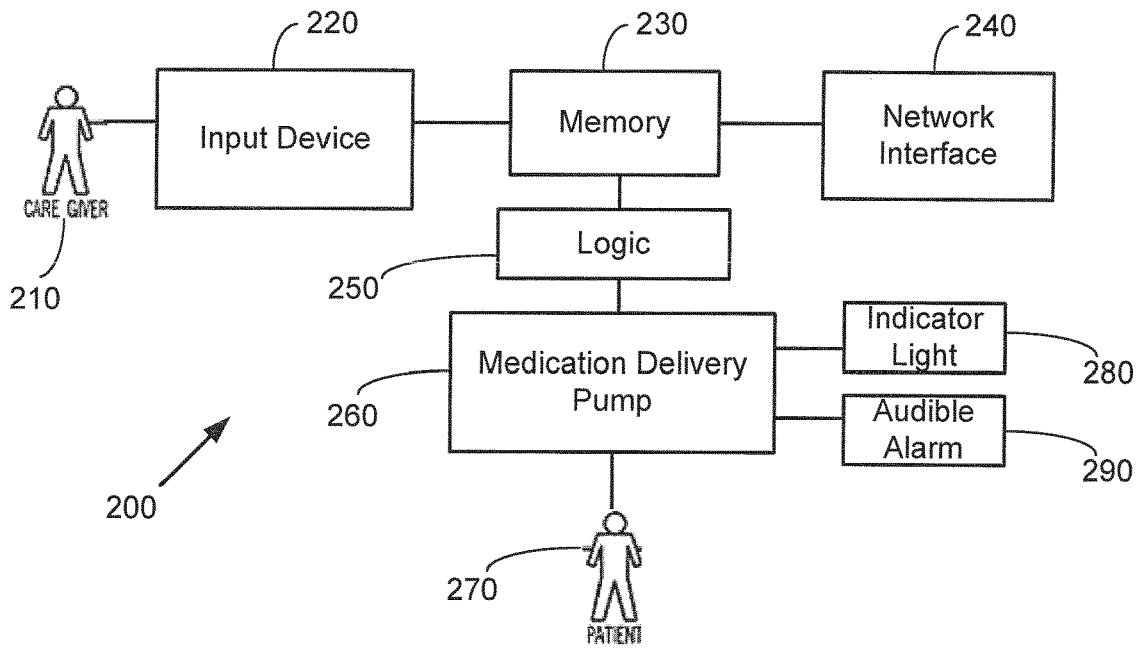 220
230
240
Input Device
Memory
Network
Interface
CARE GIVER
210
Logic
250
Medication Delivery
Pump
260
Indicator
Light
280
Audible
Alarm
290
200
270
PATIENT